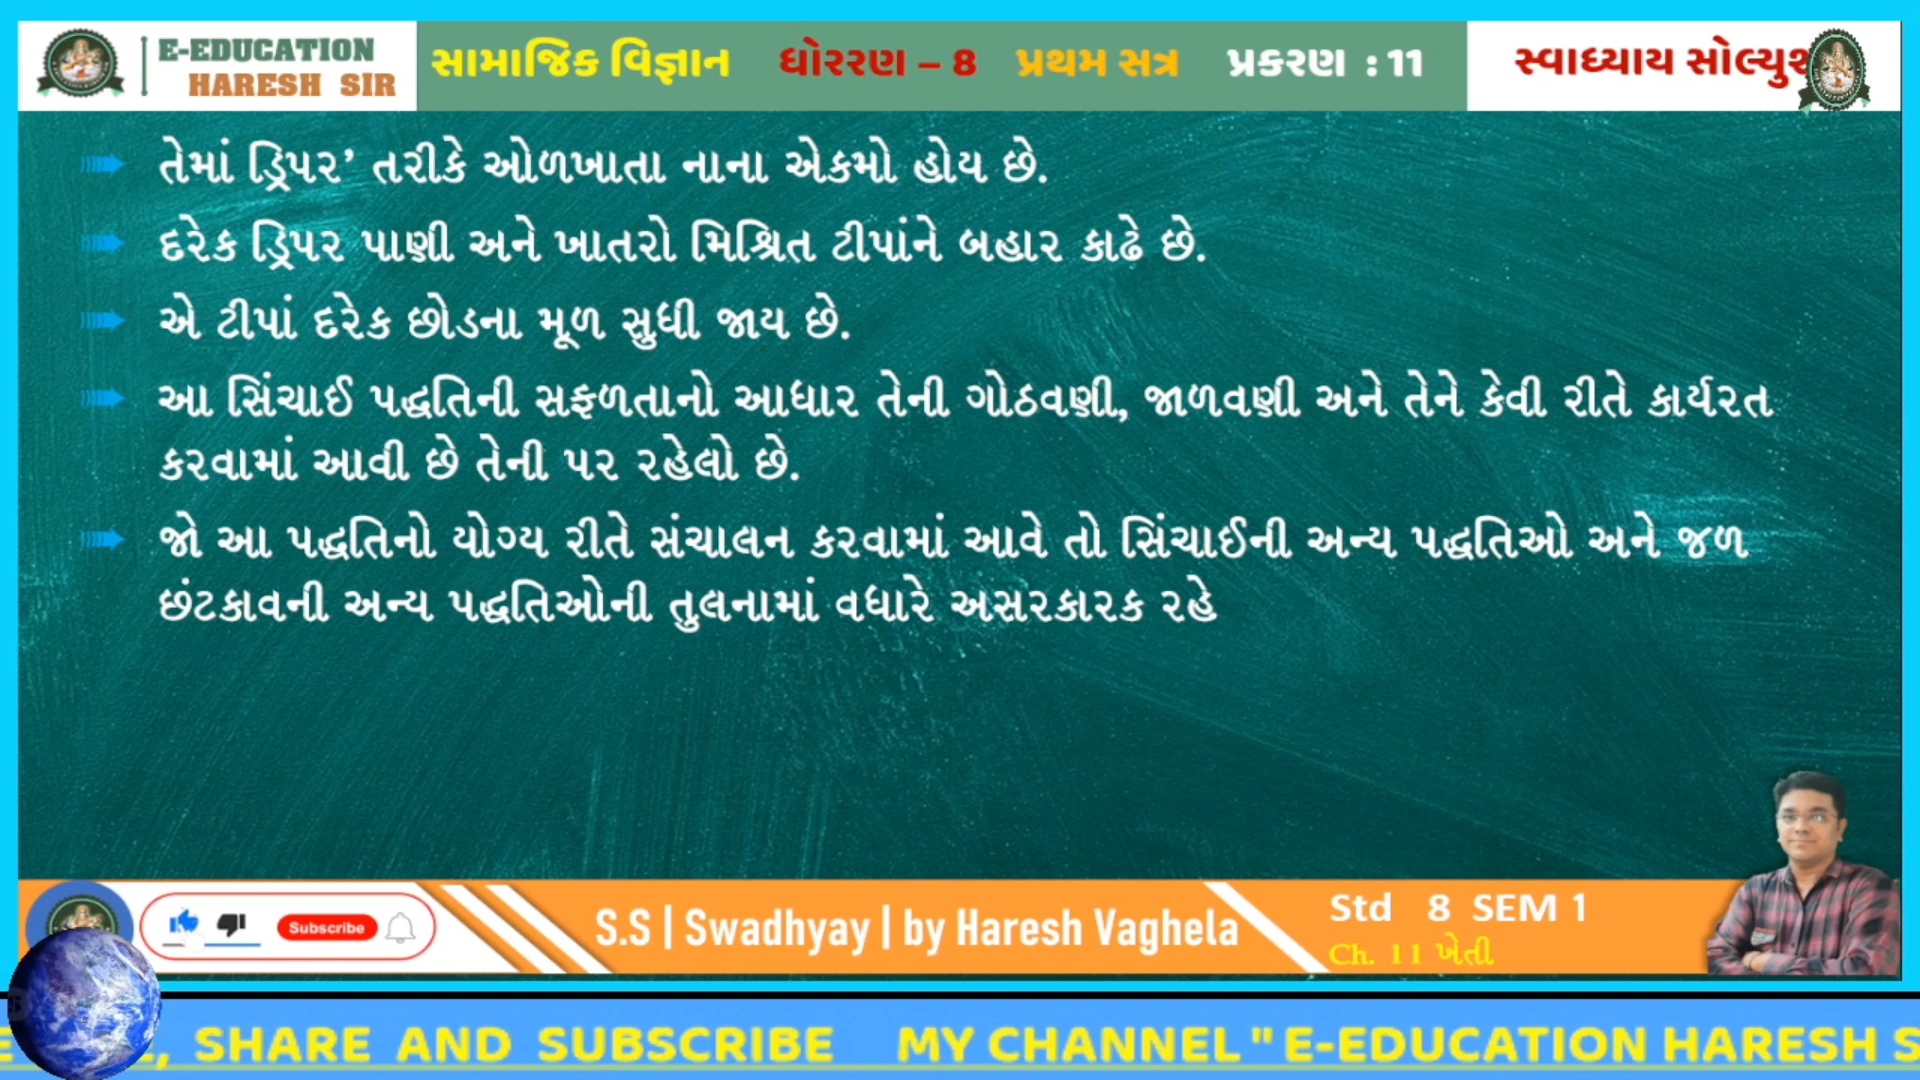 E-EDUCATION
HARESH SIR
સામાજિક વિજ્ઞાન ધોરરણ – 8 પ્રથમ સત્ર પ્રકરણ : 11
સ્વાધ્યાય
તેમાં ડ્રિપર’ તરીકે ઓળખાતા નાના એકમો હોય છે.
દરેક ડ્રિપર પાણી અને ખાતરો મિશ્રિત ટીપાંને બહાર કાઢે છે.
એ ટીપાં દરેક છોડના મૂળ સુધી જાય છે.
આ સિંચાઈ પદ્ધતિની સફળતાનો આધાર તેની ગોઠવણી, જાળવણી અને તેને કેવી રીતે કાર્યરત
કરવામાં આવી છે તેની પર રહેલો છે.
જો આ પદ્ધતિનો યોગ્ય રીતે સંચાલન કરવામાં આવે તો સિંચાઈની અન્ય પદ્ધતિઓ અને જળ
છંટકાવની અન્ય પદ્ધતિઓની તુલનામાં વધારે અસરકારક રહે
Subscribe
S.S | Swadhyay | by Haresh Vaghela
Std 8 SEM 1
Ch. 11 ખેતી
, SHARE AND SUBSCRIBE MY CHANNEL " E-EDUCATION HARESH S